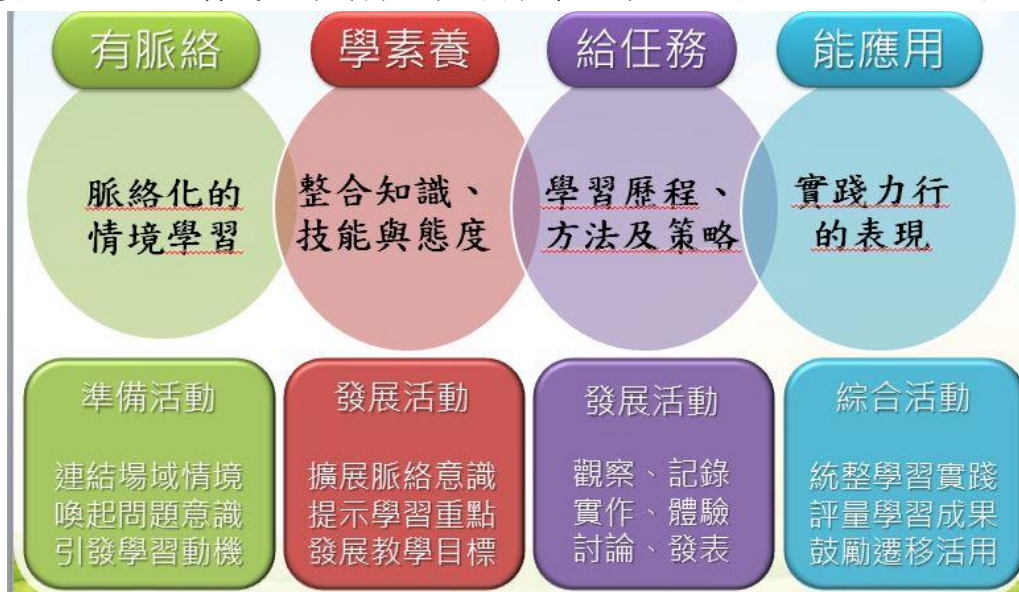 有脈絡
學素養
給任務
能應用
脈絡化的
情境學習
整合知識、
技能與態度
學習歷程、
方法及策略
實踐力行
的表現
準備活動
連結場域情境
喚起問題意識
引發學習動機
發展活動
擴展脈絡意識
提示學習重點
發展教學目標
發展活動
觀察、記錄
實作、體驗
討論、發表
綜合活動
統整學習實踐
評量學習成果
鼓勵遷移活用